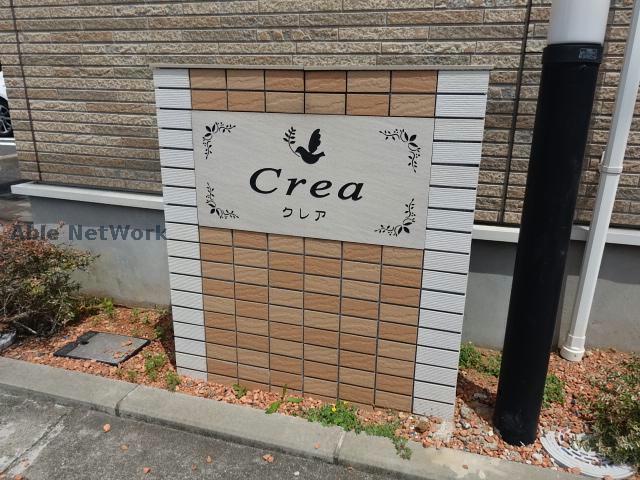 Crea
クレア
Able NetWork